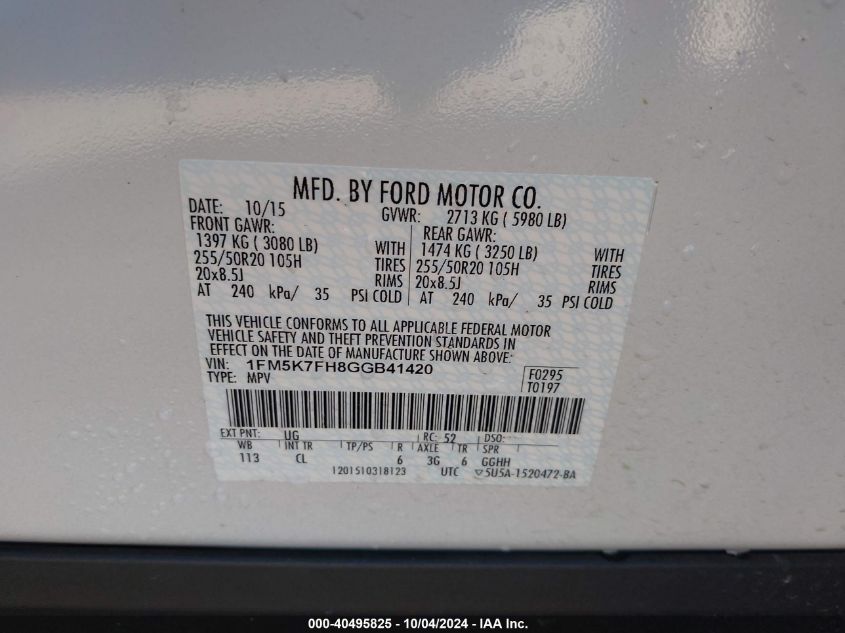 MFD. BY FORD MOTOR CO.
DATE: 10/15 GVWR: 2713 KG ( 5980 LB)
FRONT GAWR: REAR GAWR:
1397 KG ( 3080 LB) WITH 1474 KG ( 3250 LB) WITH
255/50R20 105H TIRES 255/50R20 105H TIRES
20x8.5J RIMS 20x8.5J RIMS
AT 240 kPa/ 35 PSI COLD AT 240 kPa/ 35 PSI COLD
THIS VEHICLE CONFORMS TO ALL APPLICABLE FEDERAL MOTOR
VEHICLE SAFETY AND THEFT PREVENTION STANDARDS IN
EFFECT ON THE DATE OF MANUFACTURE SHOWN ABOVE:
VIN: 1FM5K7FH8GGB41420 F0295
TYPE: MPV T0197
EXT PNT: UG RC: 52 DSO:
WB INT TR TP/PS R AXLE TR SPR
113 CL 6 3G 6 GGHH
1201510318123 UTC ▽5U5A-1520472-BA
000-40495825 - 10/04/2024 - IAA Inc.